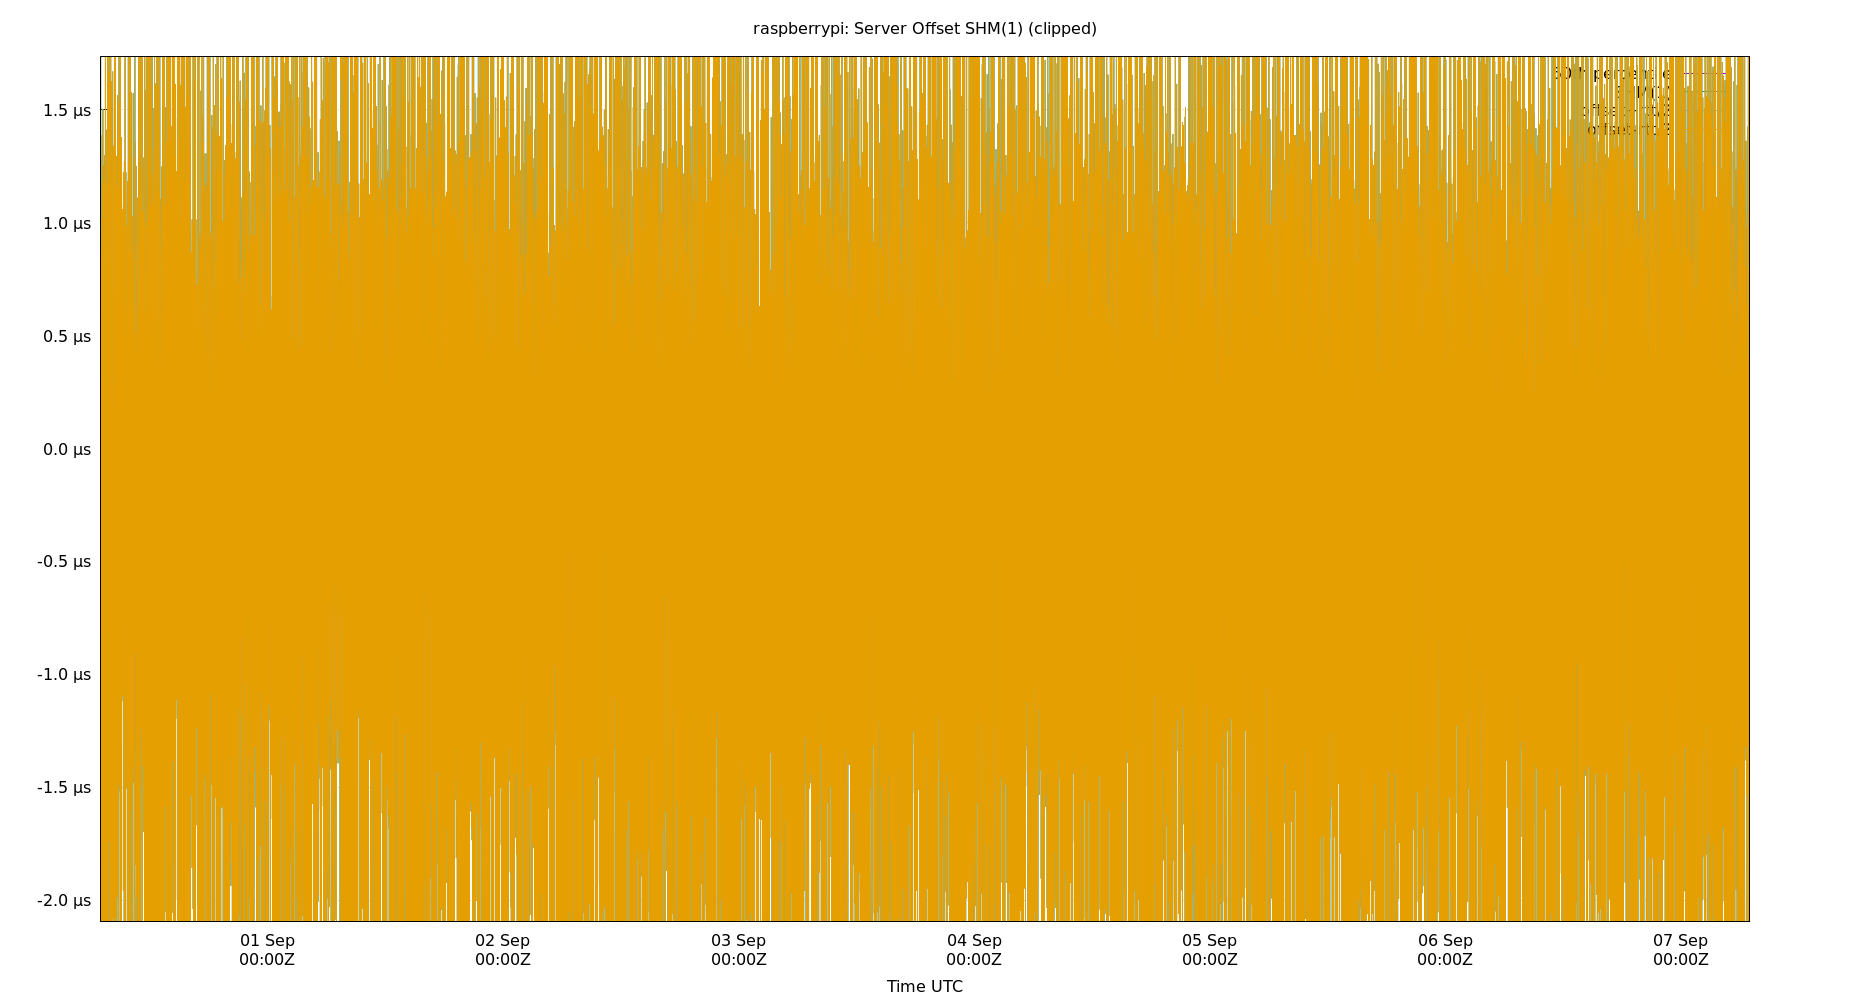 raspberrypi: Server Offset SHM(1) (clipped)
1.5 µs
1.0 µs
0.5 µs
0.0 µs
-0.5 µs
-1.0 µs
-1.5 µs
-2.0 µs
01 Sep
00:00Z
02 Sep
00:00Z
03 Sep
00:00Z
04 Sep
00:00Z
05 Sep
00:00Z
06 Sep
00:00Z
07 Sep
00:00Z
Time UTC